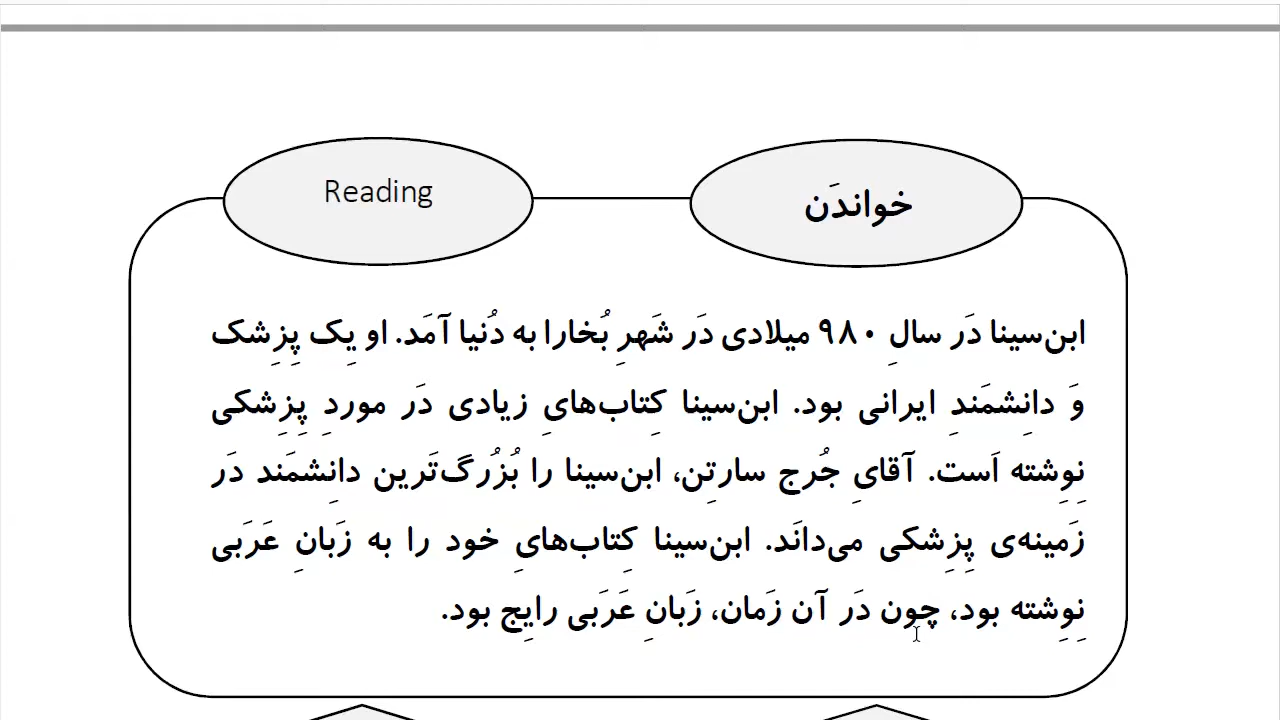 Reading
خواندَن
ابن‌سینا دَر سالِ ۹۸۰ میلادی دَر شَهرِ بُخارا به دُنیا آمَد. او یِک پِزِشک
وَ دانِشمَندِ ایرانی بود. ابن‌سینا کِتاب‌هایِ زیادی دَر موردِ پِزِشکی
نِوِشته اَست. آقایِ جُرج سارتِن، ابن‌سینا را بُزُرگ‌تَرین دانِشمَند دَر
زَمینه‌ی پِزِشکی می‌دانَد. ابن‌سینا کِتاب‌هایِ خود را به زَبانِ عَرَبی
نِوِشته بود، چون دَر آن زَمان، زَبانِ عَرَبی رایِج بود.